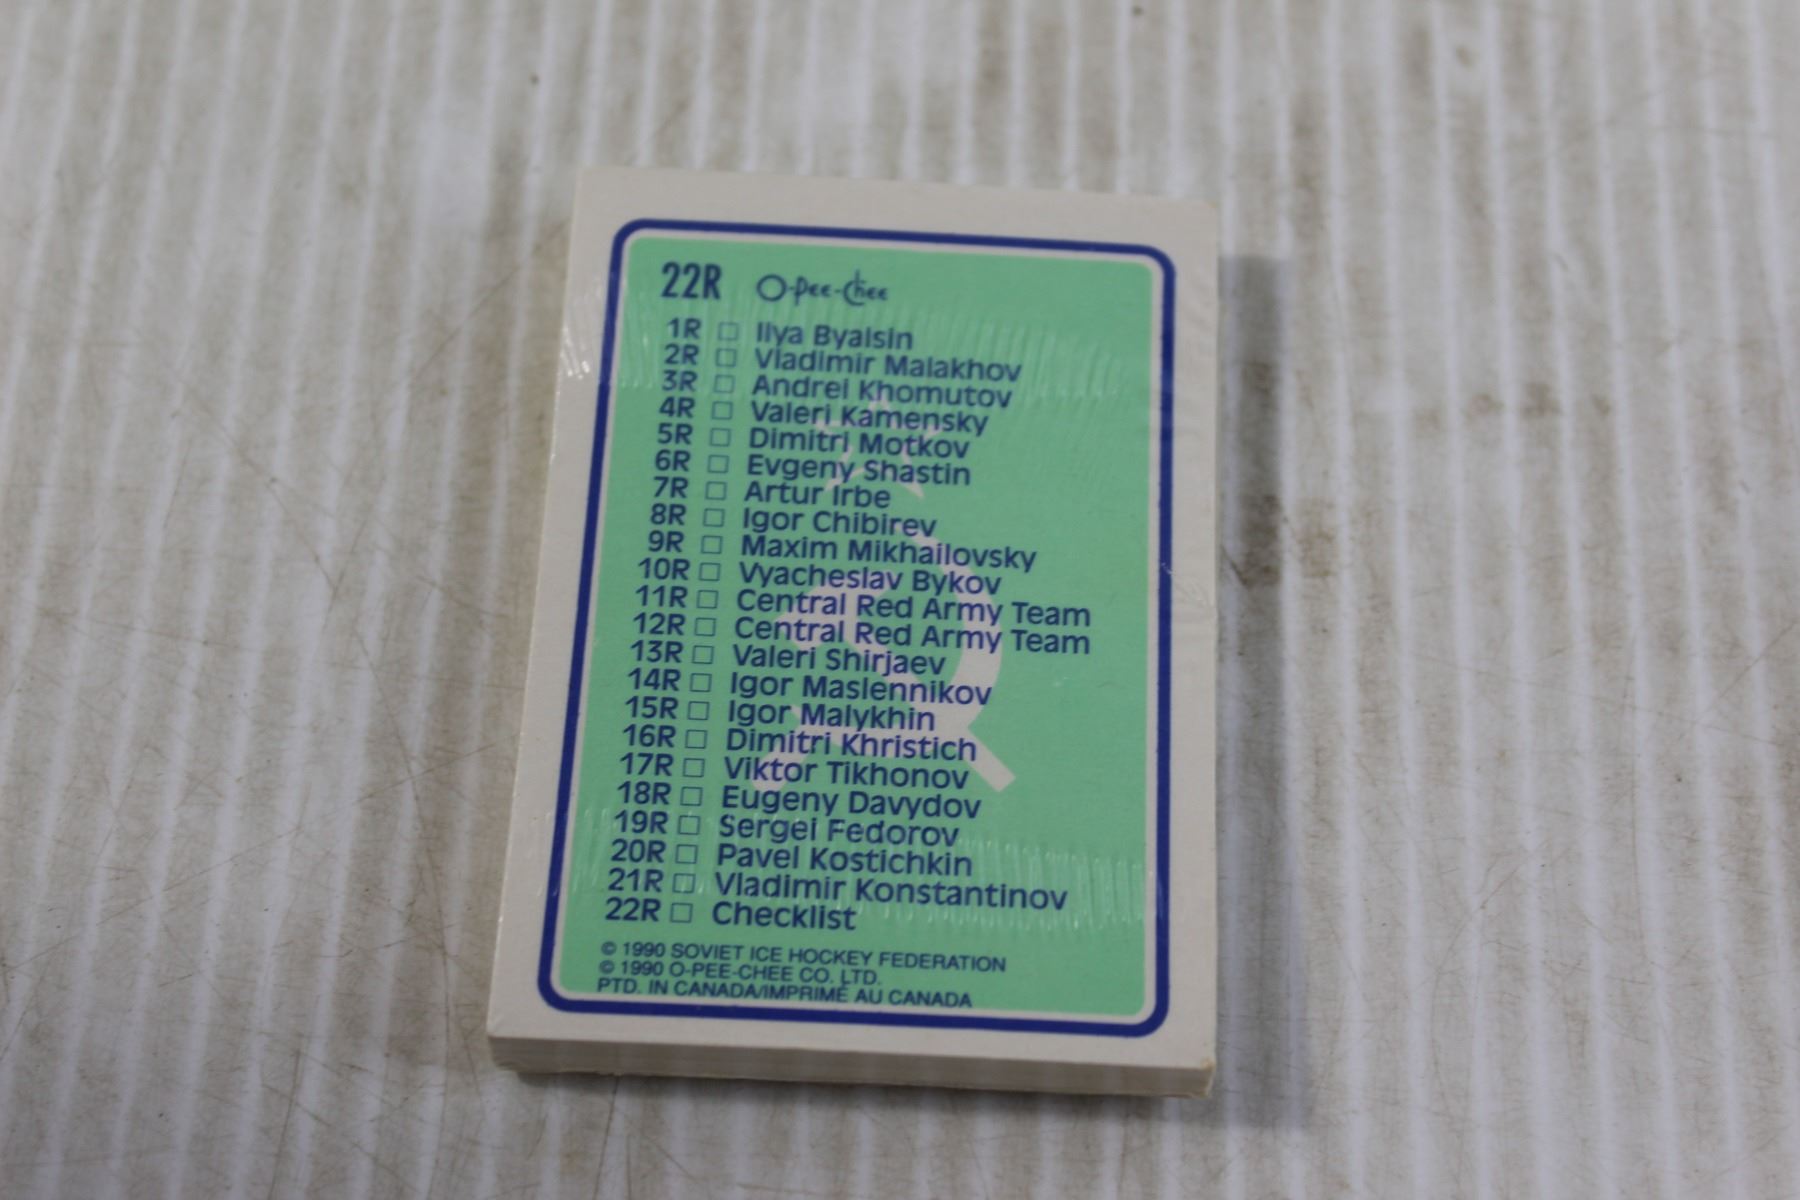 22R O-Pee-Chee
1R □ Ilya Byalsin
2R □ Vladimir Malakhov
3R □ Andrei Khomutov
4R □ Valeri Kamensky
5R □ Dimitri Motkov
6R □ Evgeny Shastin
7R □ Artur Irbe
8R □ Igor Chibirev
9R □ Maxim Mikhailovsky
10R □ Vyacheslav Bykov
11R □ Central Red Army Team
12R □ Central Red Army Team
13R □ Valeri Shirjaev
14R □ Igor Maslennikov
15R □ Igor Malykhin
16R □ Dimitri Khristich
17R □ Viktor Tikhonov
18R □ Eugeny Davydov
19R □ Sergei Fedorov
20R □ Pavel Kostichkin
21R □ Vladimir Konstantinov
22R □ Checklist
© 1990 SOVIET ICE HOCKEY FEDERATION
© 1990 O-PEE-CHEE CO. LTD.
PTD. IN CANADA/IMPRIMÉ AU CANADA